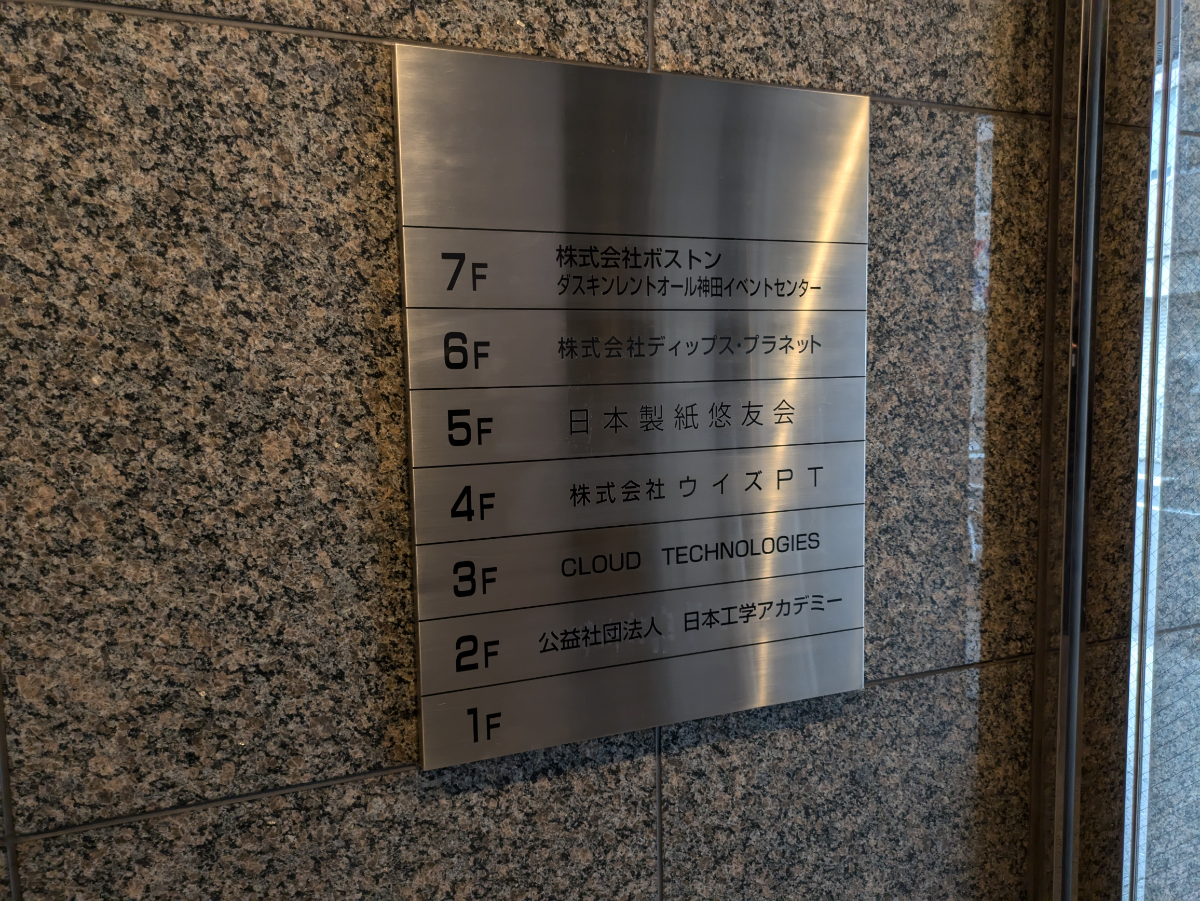 7F 株式会社ボストン
ダスキンレントオール神田イベントセンター
6F 株式会社ディップス・プラネット
5F 日本製紙悠友会
4F 株式会社ウイズPT
3F CLOUD TECHNOLOGIES
2F 公益社団法人 日本工学アカデミー
1F